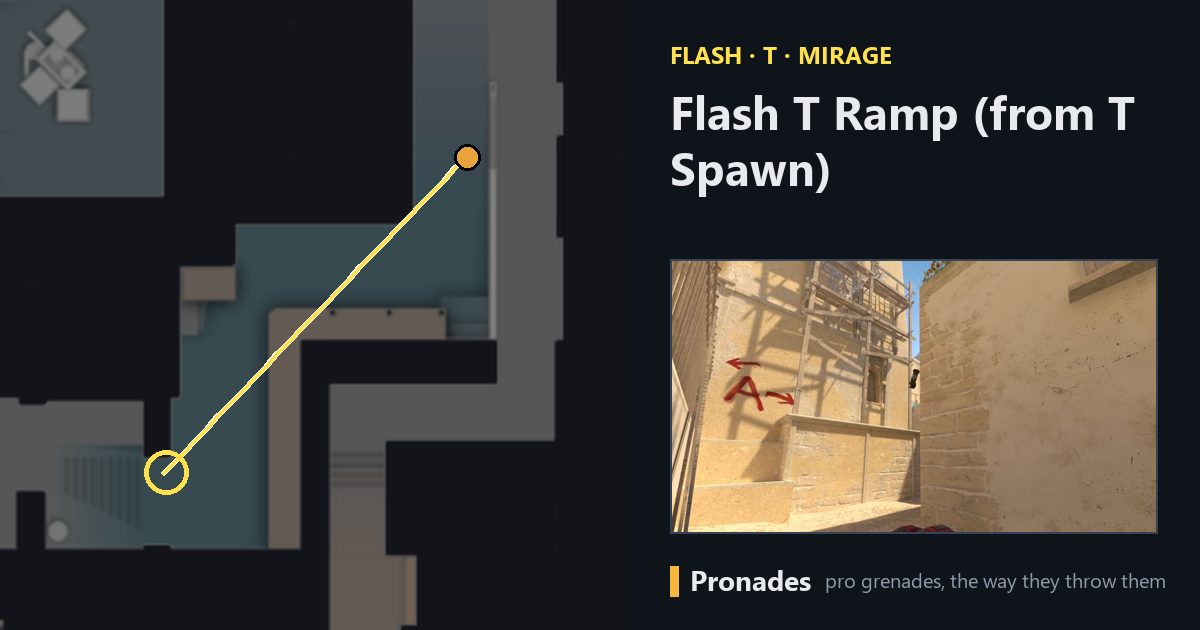 FLASH · T · MIRAGE
Flash T Ramp (from T
Spawn)
A
Pronades pro grenades, the way they throw them